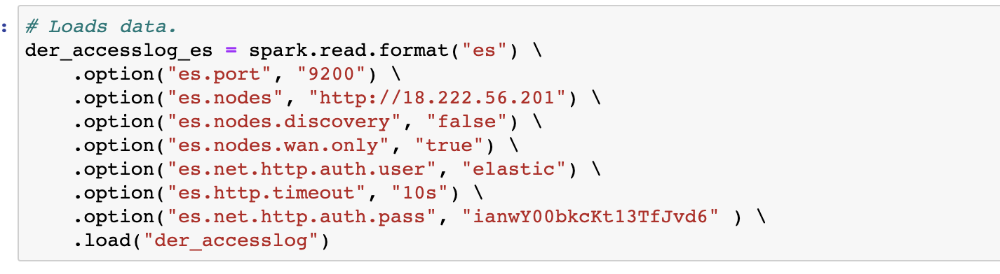 # Loads data.
: der_accesslog_es = spark.read.format("es") \
.option("es.port", "9200") \
.option("es.nodes", "http://18.222.56.201") \
.option("es.nodes.discovery", "false") \
.option("es.nodes.wan.only", "true") \
.option("es.net.http.auth.user", "elastic") \
.option("es.http.timeout", "10s") \
.option("es.net.http.auth.pass", "ianwY00bkcKt13TfJvd6" ) \
.load("der_accesslog")